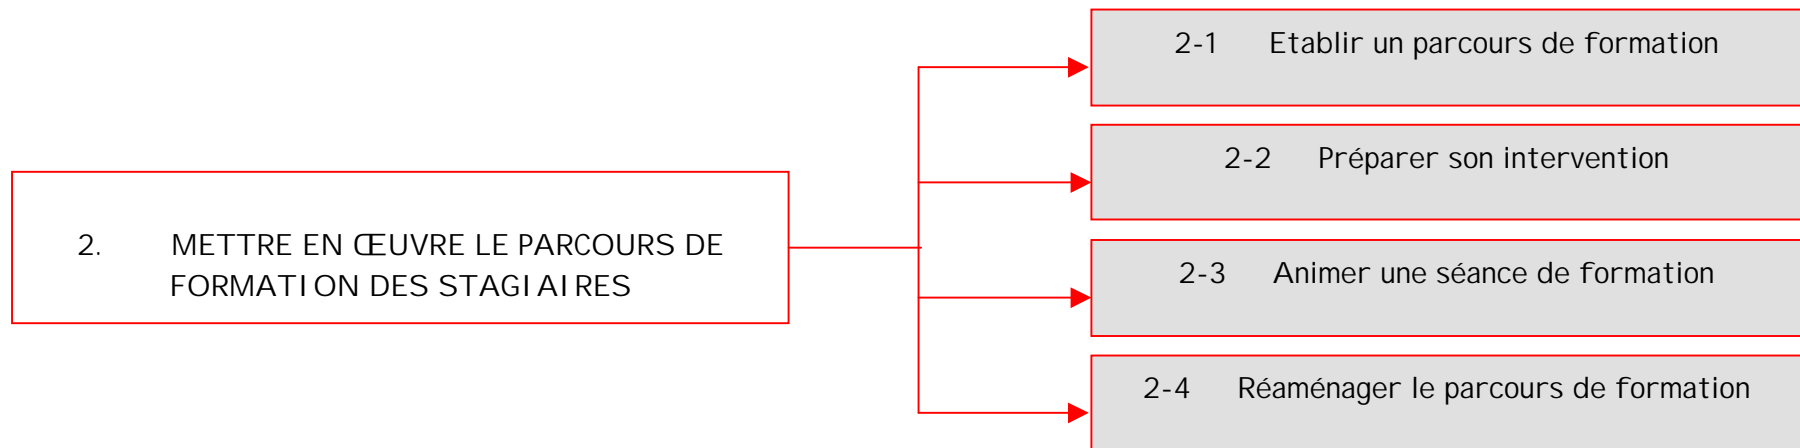 2-1 Etablir un parcours de formation
2-2 Préparer son intervention
2. METTRE EN ŒUVRE LE PARCOURS DE
FORMATION DES STAGIAIRES
2-3 Animer une séance de formation
2-4 Réaménager le parcours de formation